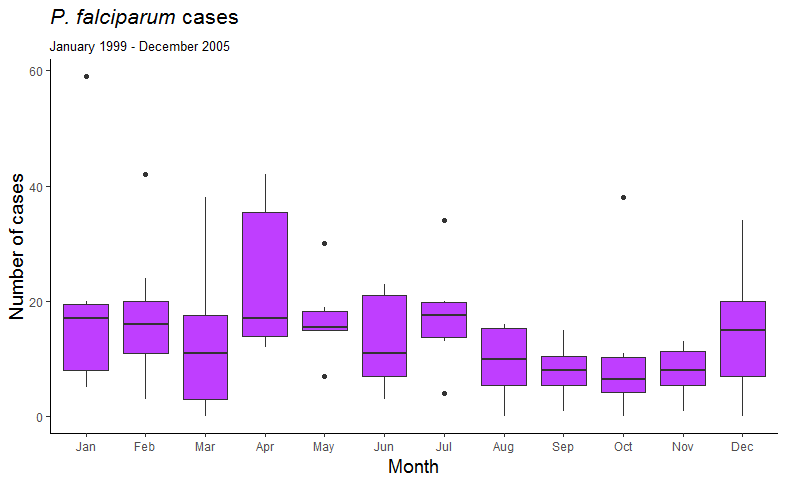 P. falciparum cases
January 1999 - December 2005
Number of cases
60
40
20
0
Jan Feb Mar Apr May Jun Jul Aug Sep Oct Nov Dec
Month